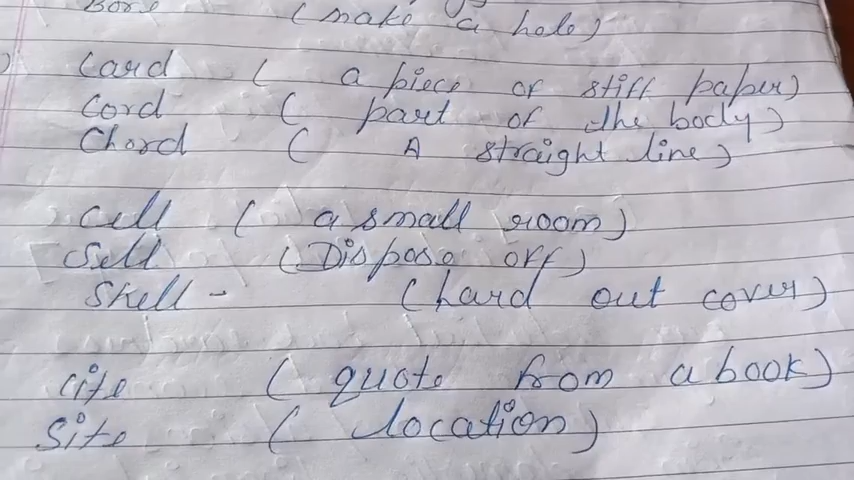 Bore (make a hole)
Card ( a piece of stiff paper)
Cord ( part of the body)
Chord ( A straight line)
Cell ( a small room)
Sell (Dispose off)
Shell - (hard out cover)
Cite ( quote from a book)
Site ( location)